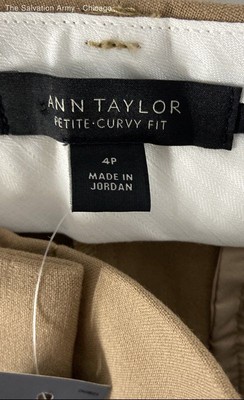 The Salvation Army - Chicago
ANN TAYLOR
PETITE·CURVY FIT
4P
MADE IN
JORDAN